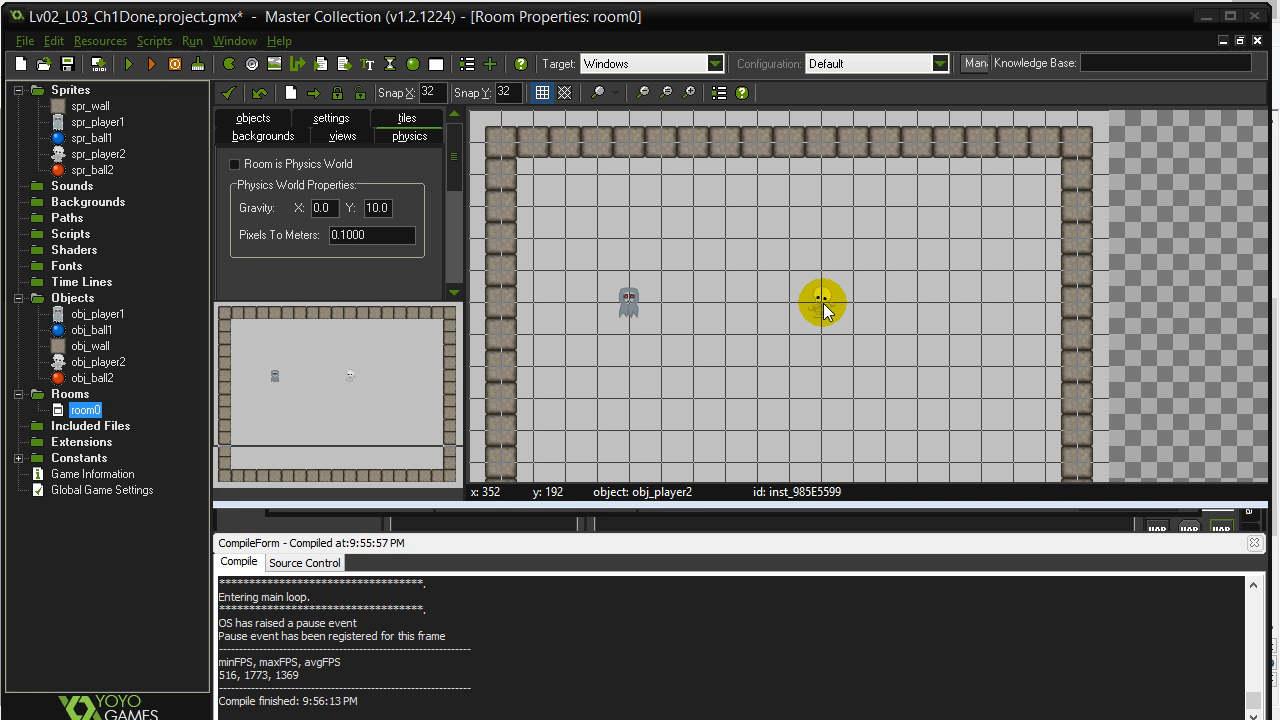 Lv02_L03_Ch1Done.project.gmx* - Master Collection (v1.2.1224) - [Room Properties: room0]
File Edit Resources Scripts Run Window Help
Target: Windows Configuration: Default Man Knowledge Base:
Snap X: 32 Snap Y: 32
Sprites
spr_wall
spr_player1
spr_ball1
spr_player2
spr_ball2
Sounds
Backgrounds
Paths
Scripts
Shaders
Fonts
Time Lines
Objects
obj_player1
obj_ball1
obj_wall
obj_player2
obj_ball2
Rooms
room0
Included Files
Extensions
Constants
Game Information
Global Game Settings
YOYO
GAMES
objects settings tiles
backgrounds views physics
Room is Physics World
Physics World Properties:
Gravity: X: 0.0 Y: 10.0
Pixels To Meters: 0.1000
x: 352 y: 192 object: obj_player2 id: inst_985E5599
CompileForm - Compiled at:9:55:57 PM
Compile Source Control
**********************************.
Entering main loop.
**********************************.
OS has raised a pause event
Pause event has been registered for this frame
---------------------------------------------------------------
minFPS, maxFPS, avgFPS
516, 1773, 1369
---------------------------------------------------------------
Compile finished: 9:56:13 PM